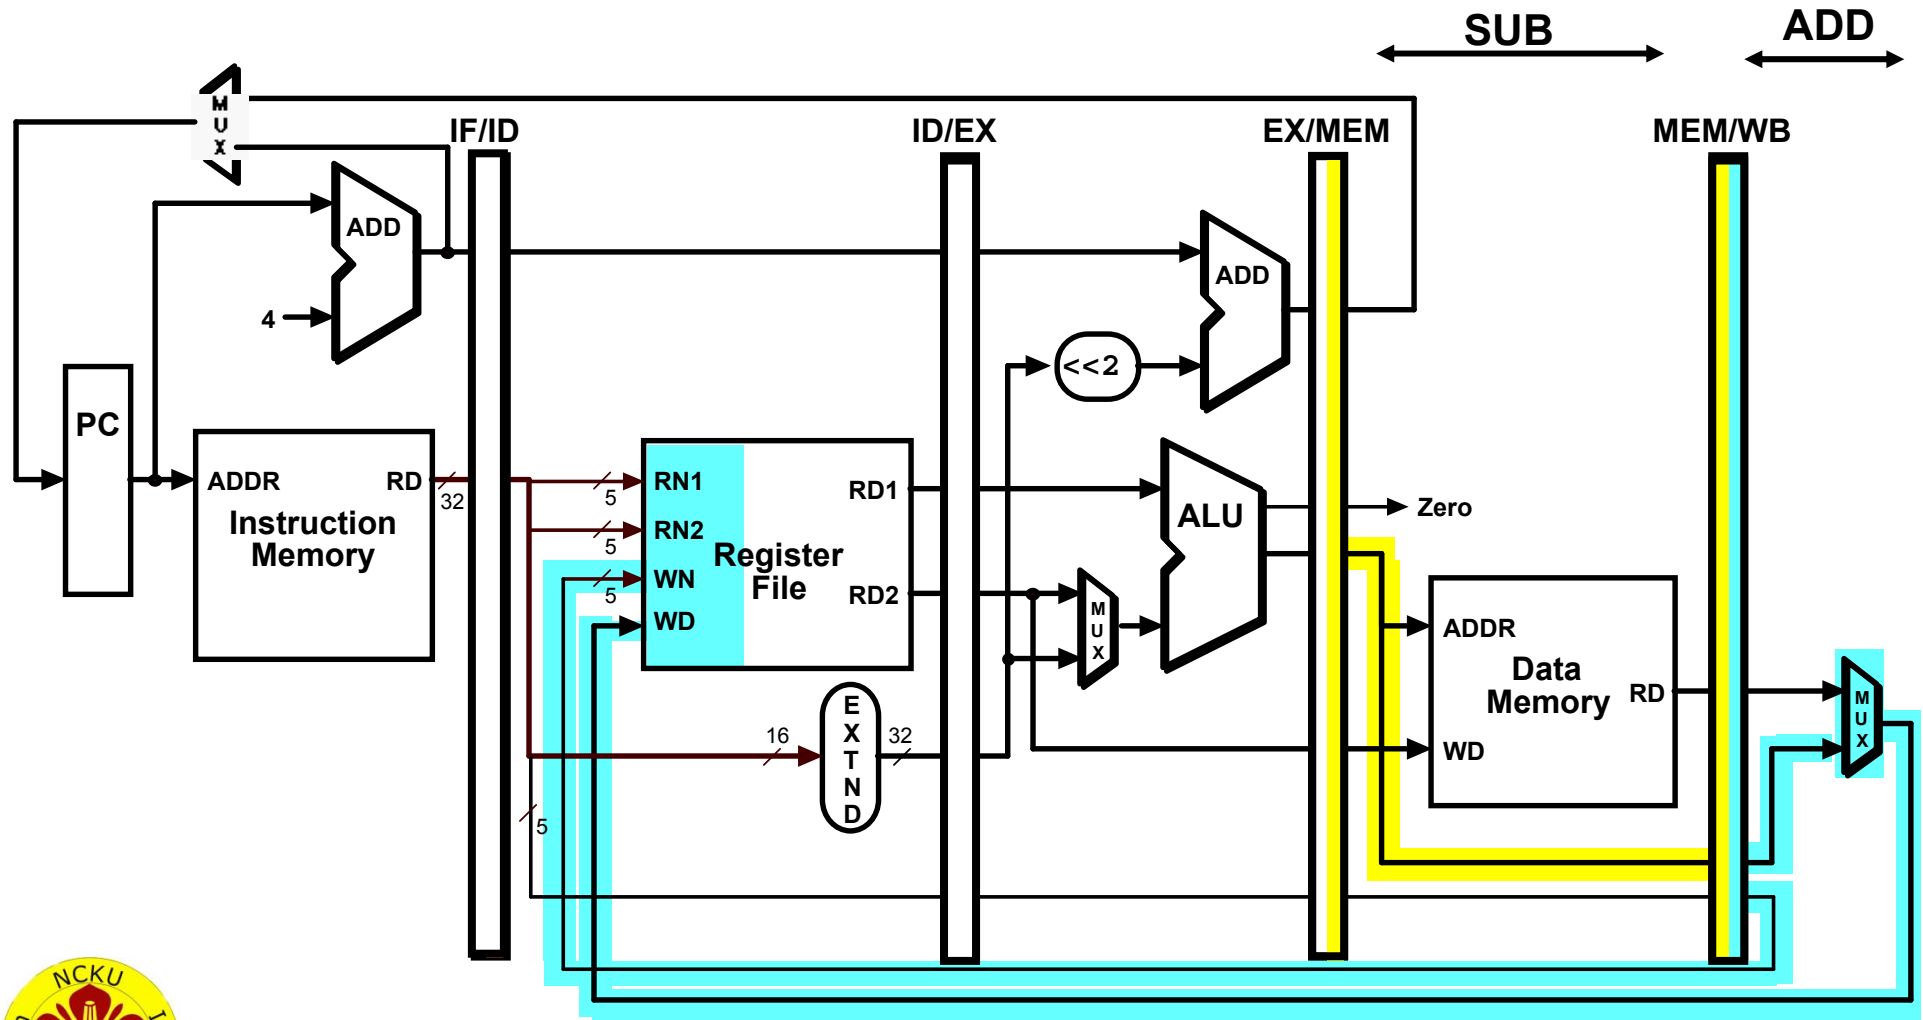 SUB
ADD
MUX
IF/ID
ID/EX
EX/MEM
MEM/WB
ADD
ADD
4
<<2
PC
ADDR
RD
32
Instruction
Memory
5
RN1
5
RN2
5
WN
WD
Register
File
RD1
RD2
ALU
Zero
MUX
ADDR
Data
Memory
RD
WD
MUX
16
EXTND
32
5
NCKU